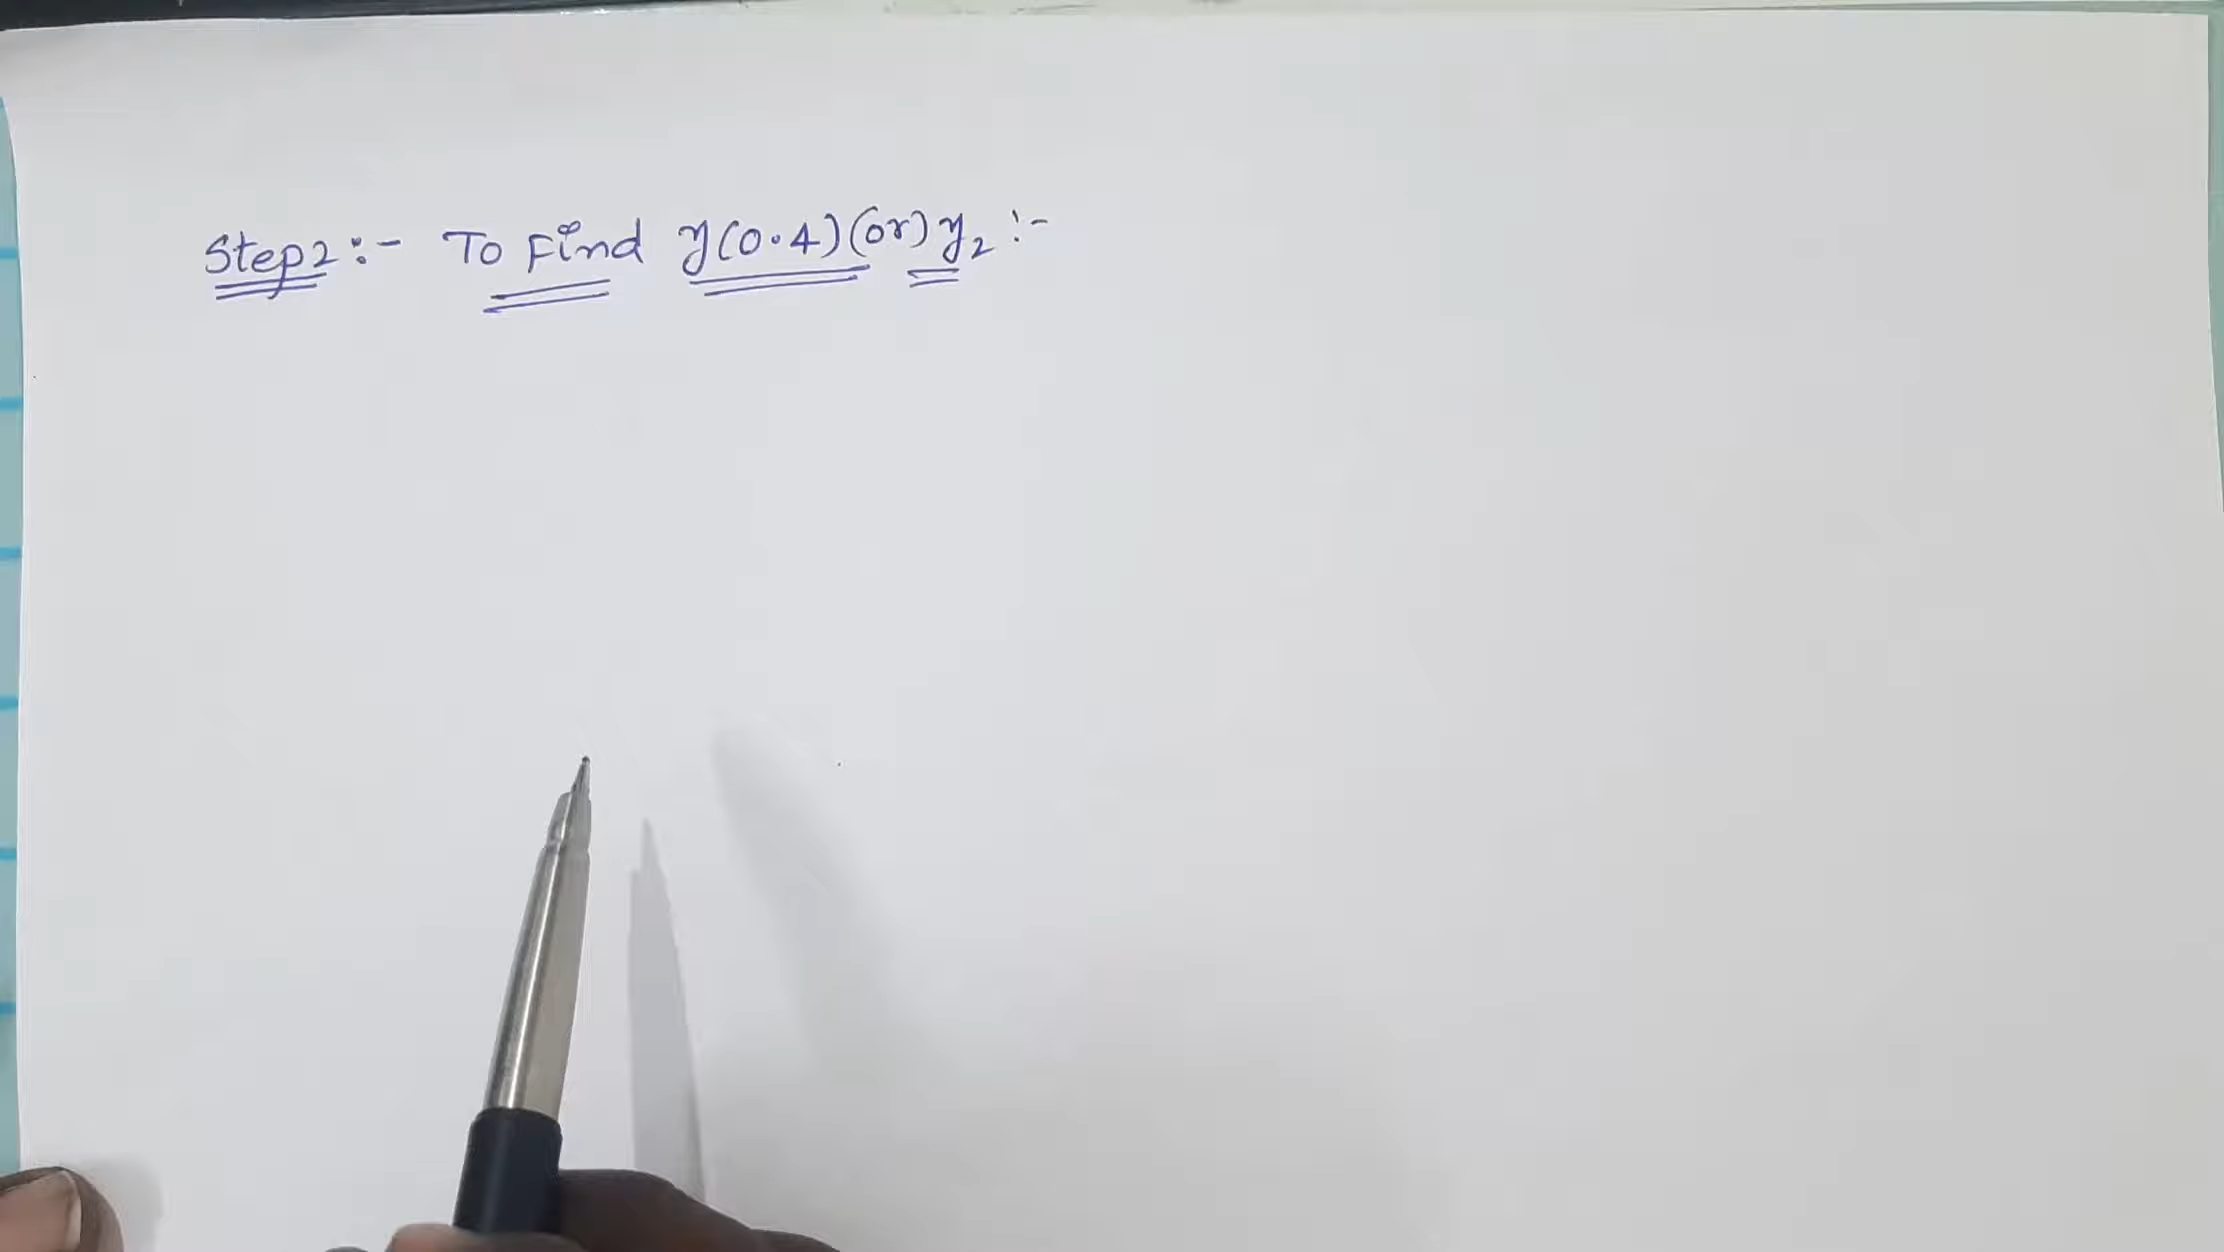 Step2:- To Find y(0.4)(or) y₂ :-